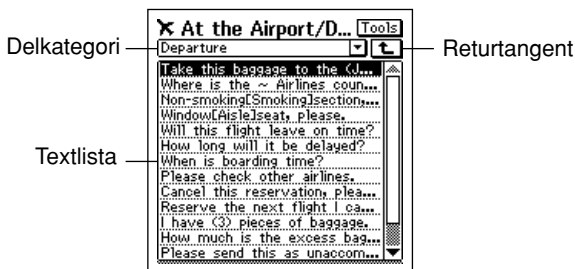 At the Airport/D... Tools
Delkategori
Departure
Returtangent
Take this baggage to the (J...
Where is the ~ Airlines coun...
Non-smoking[Smoking]section,...
Window[Aisle]seat, please.
Will this flight leave on time?
How long will it be delayed?
Textlista
When is boarding time?
Please check other airlines.
Cancel this reservation, plea...
Reserve the next flight I ca...
I have (3) pieces of baggage.
How much is the excess bag...
Please send this as unaccom...